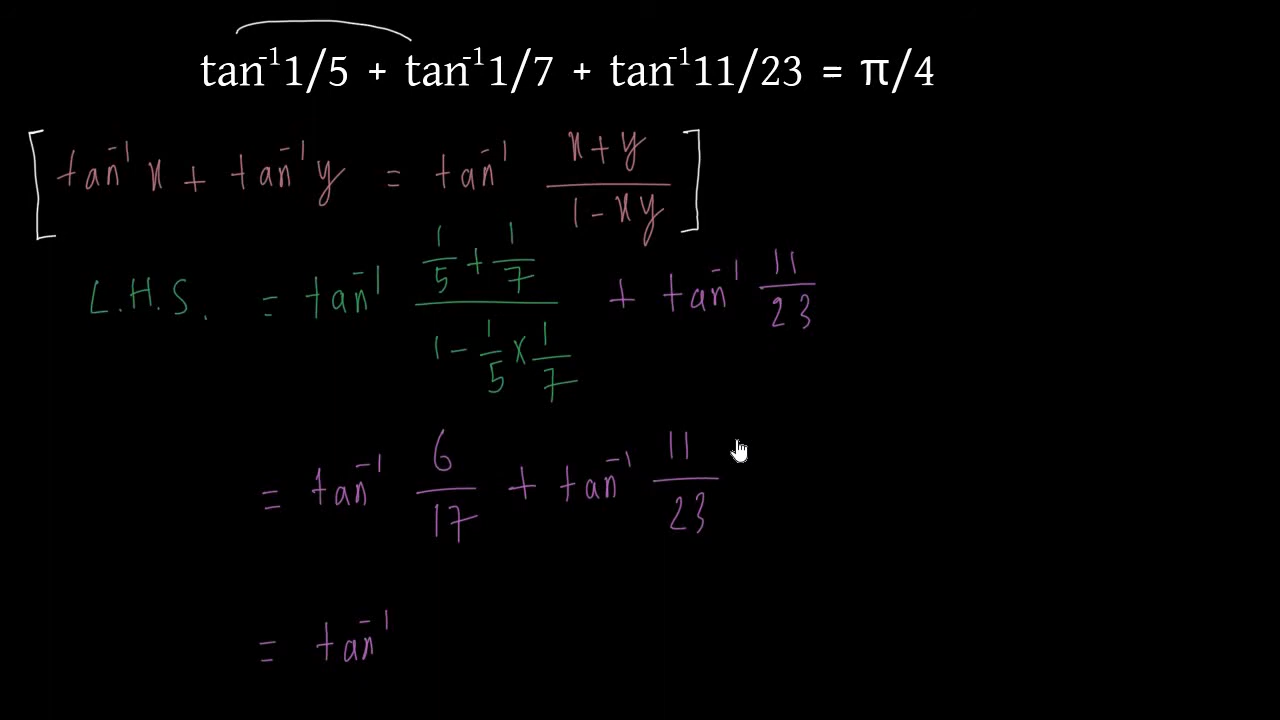 tan⁻¹1/5 + tan⁻¹1/7 + tan⁻¹11/23 = π/4
[tan⁻¹ x + tan⁻¹ y = tan⁻¹ (x+y)/(1-xy)]
L.H.S. = tan⁻¹ (1/5 + 1/7)/(1 - 1/5 × 1/7) + tan⁻¹ 11/23
= tan⁻¹ 6/17 + tan⁻¹ 11/23
= tan⁻¹